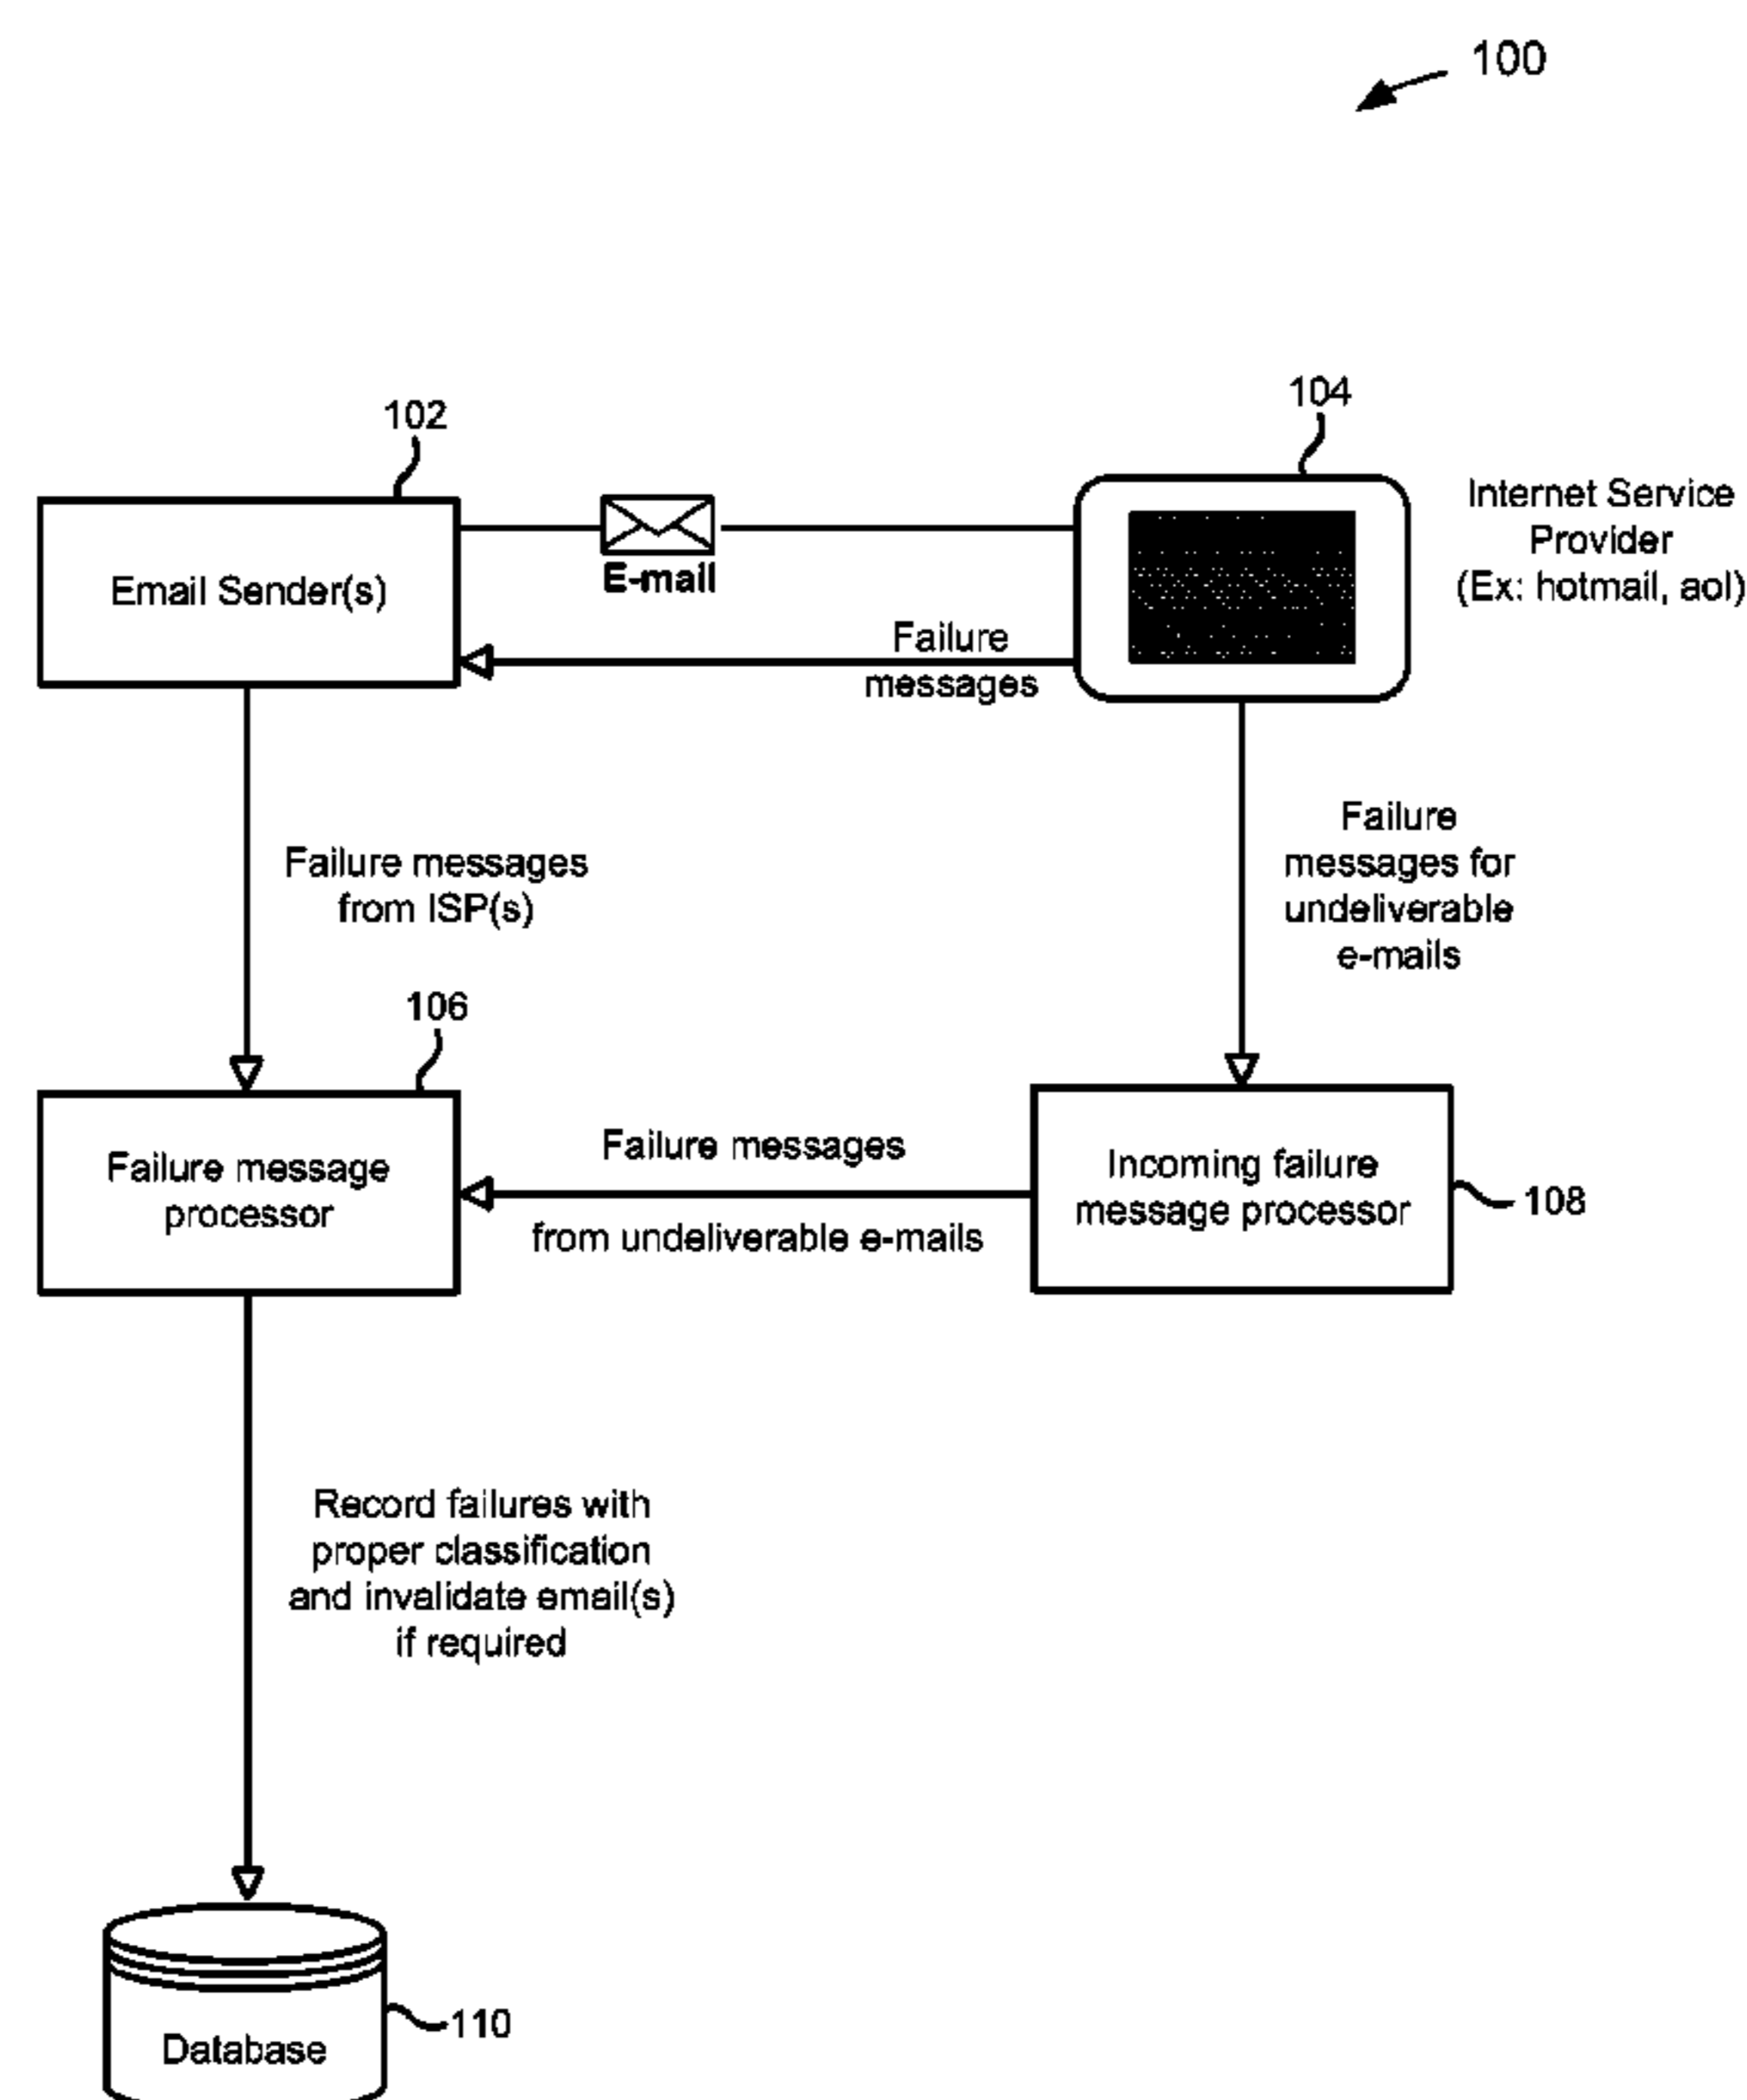 100
102
104
Internet Service
Provider
(Ex: hotmail, aol)
Email Sender(s)
E-mail
Failure
messages
Failure messages
from ISP(s)
Failure
messages for
undeliverable
e-mails
106
Failure message
processor
Failure messages
from undeliverable e-mails
Incoming failure
message processor
108
Record failures with
proper classification
and invalidate email(s)
if required
Database
110